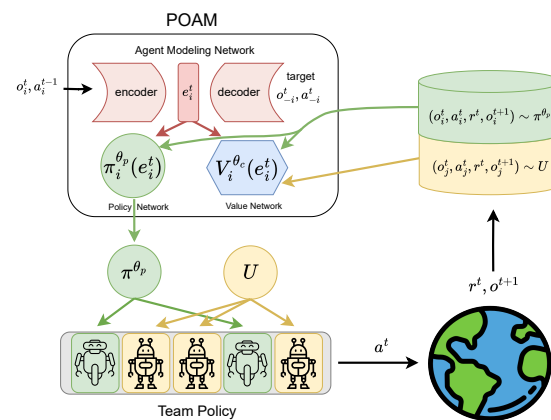 POAM
Agent Modeling Network
o_i^t, a_i^{t-1}
encoder
e_i^t
decoder
target
o_{-i}^t, a_{-i}^t
π_i^{θ_p}(e_i^t)
V_i^{θ_c}(e_i^t)
Policy Network
Value Network
(o_i^t, a_i^t, r^t, o_i^{t+1}) ∼ π^{θ_p}
(o_j^t, a_j^t, r^t, o_j^{t+1}) ∼ U
π^{θ_p}
U
r^t, o^{t+1}
a^t
Team Policy